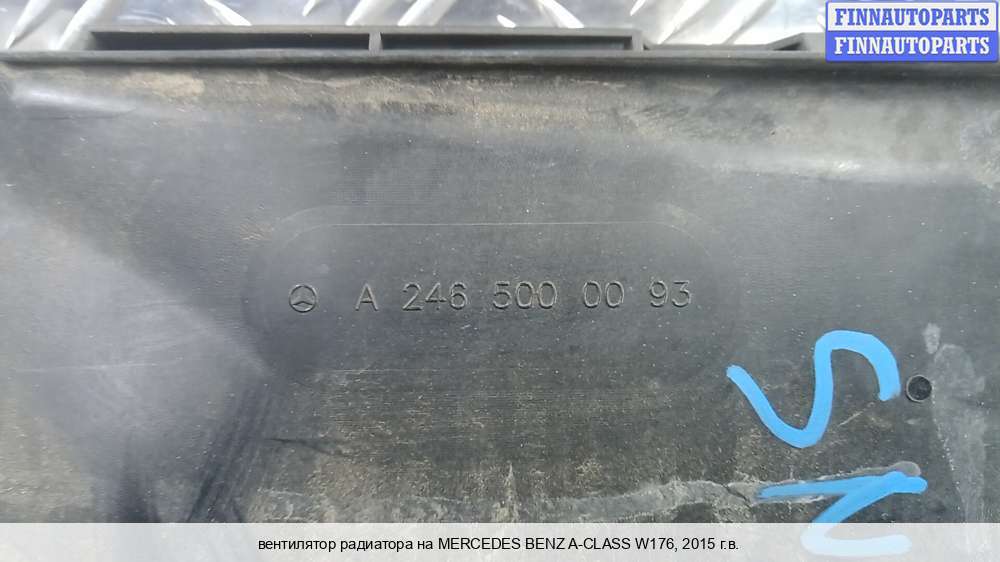 FINNAUTOPARTS
FINNAUTOPARTS
A 246 500 00 93
вентилятор радиатора на MERCEDES BENZ A-CLASS W176, 2015 г.в.